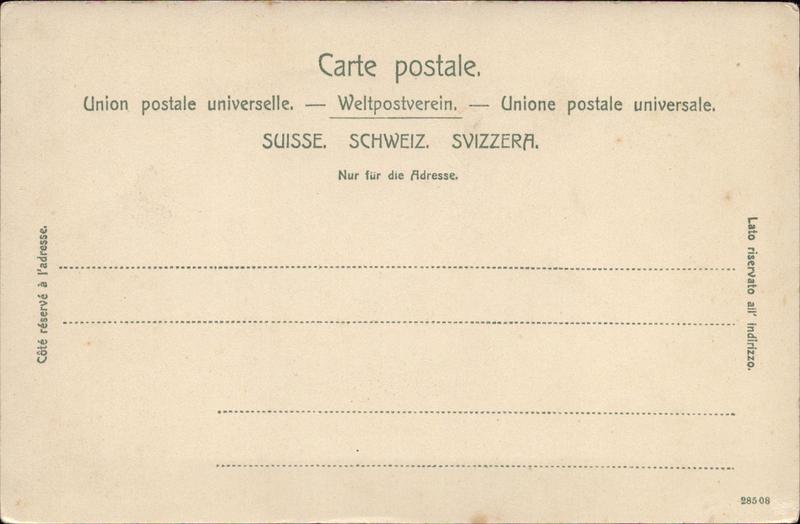 Carte postale.
Union postale universelle. — Weltpostverein. — Unione postale universale.
SUISSE. SCHWEIZ. SVIZZERA.
Nur für die Adresse.
Côté réservé à l'adresse.
Lato riservato all' indirizzo.
28508